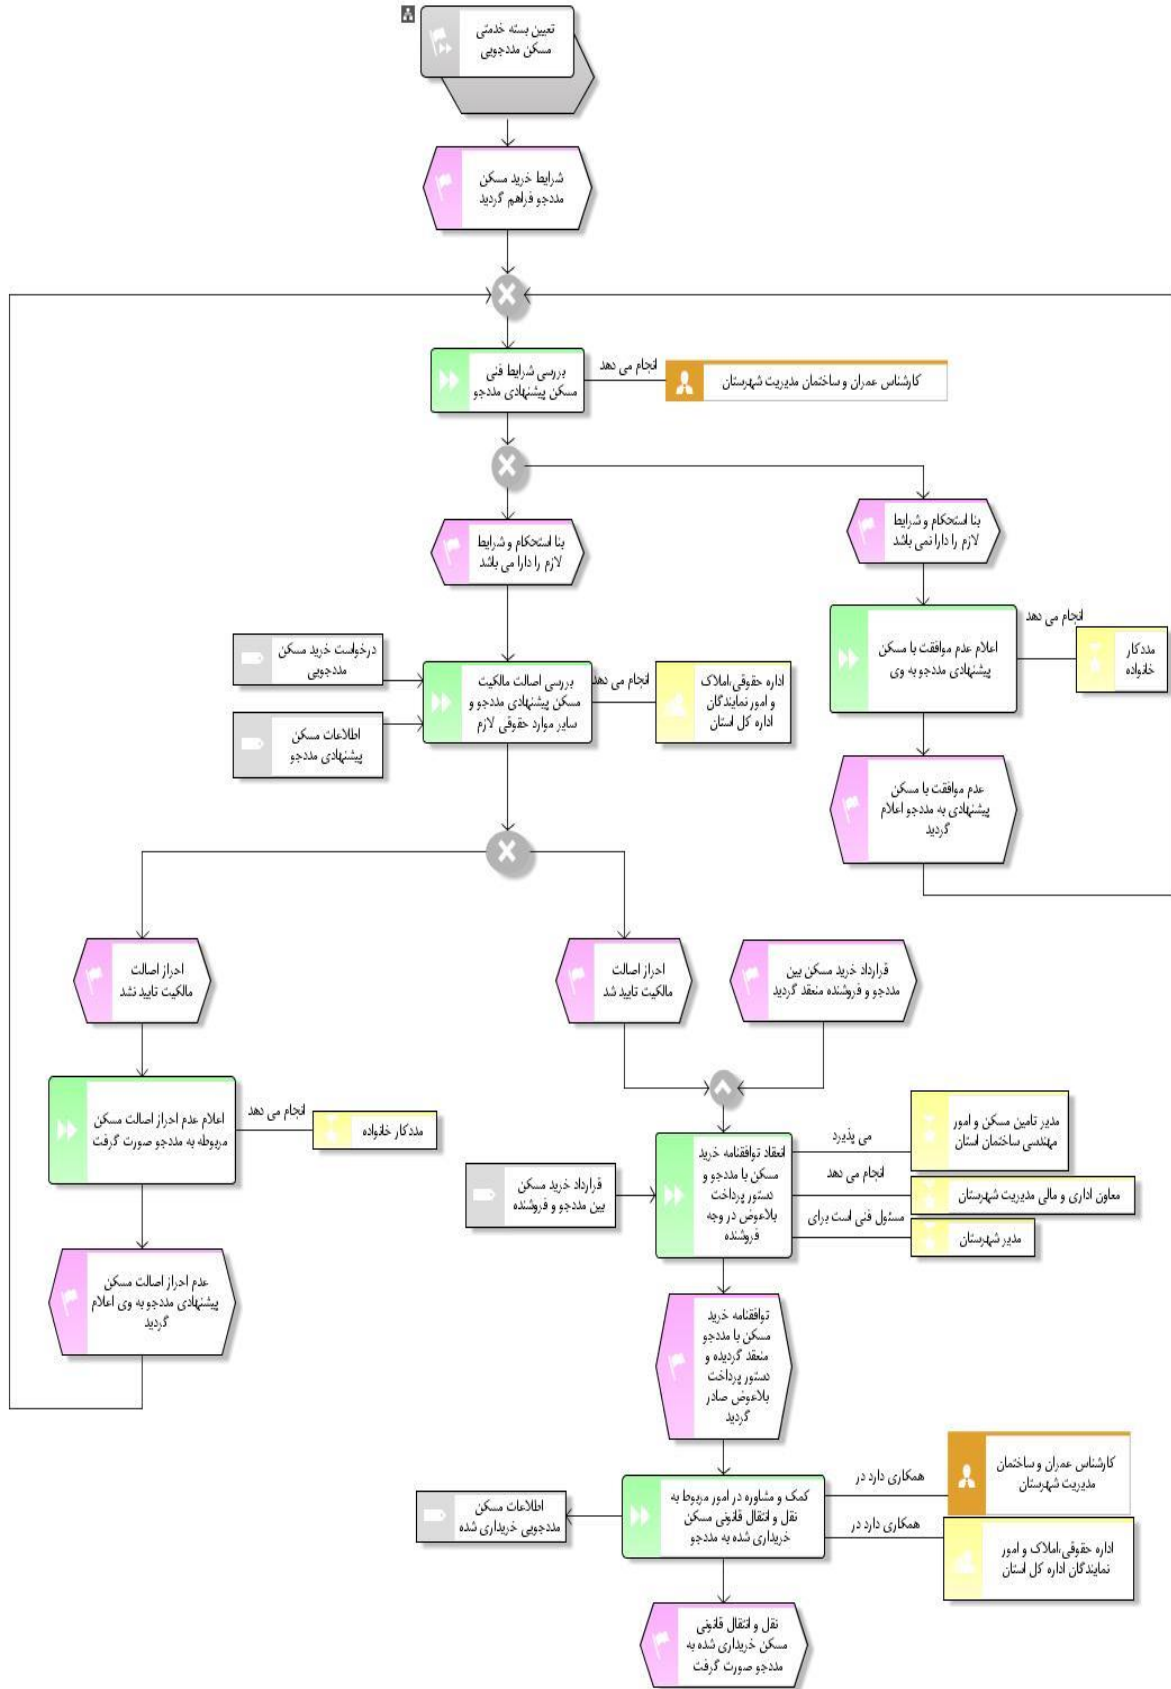 تعیین بسته خدمتی
مسکن مددجویی
شرایط خرید مسکن
مددجو فراهم گردید
بررسی شرایط فنی
مسکن پیشنهادی مددجو
انجام می دهد
کارشناس عمران و ساختمان مدیریت شهرستان
بنا استحکام و شرایط
لازم را دارا نمی باشد
بنا استحکام و شرایط
لازم را دارا می باشد
اعلام عدم موافقت با مسکن
پیشنهادی مددجو به وی
انجام می دهد
مددکار
خانواده
درخواست خرید مسکن
مددجویی
اطلاعات مسکن
پیشنهادی مددجو
بررسی اصالت مالکیت
مسکن پیشنهادی مددجو و
سایر موارد حقوقی لازم
انجام می دهد
اداره حقوقی،املاک
و امور نمایندگان
اداره کل استان
عدم موافقت با مسکن
پیشنهادی به مددجو اعلام
گردید
احراز اصالت
مالکیت تایید نشد
احراز اصالت
مالکیت تایید شد
قرارداد خرید مسکن بین
مددجو و فروشنده منعقد گردید
اعلام عدم احراز اصالت مسکن
مربوطه به مددجو صورت گرفت
انجام می دهد
مددکار خانواده
قرارداد خرید مسکن
بین مددجو و فروشنده
انعقاد توافقنامه خرید
مسکن با مددجو و
دستور پرداخت
بلاعوض در وجه
فروشنده
می پذیرد
مدیر تامین مسکن و امور
مهندسی ساختمان استان
انجام می دهد
معاون اداری و مالی مدیریت شهرستان
مسئول فنی است برای
مدیر شهرستان
عدم احراز اصالت مسکن
پیشنهادی مددجو به وی اعلام
گردید
توافقنامه خرید
مسکن با مددجو
منعقد گردیده و
دستور پرداخت
بلاعوض صادر
گردید
کمک و مشاوره در امور مربوط به
نقل و انتقال قانونی مسکن
خریداری شده به مددجو
اطلاعات مسکن
مددجویی خریداری شده
همکاری دارد در
کارشناس عمران و ساختمان
مدیریت شهرستان
همکاری دارد در
اداره حقوقی،املاک و امور
نمایندگان اداره کل استان
نقل و انتقال قانونی
مسکن خریداری شده به
مددجو صورت گرفت